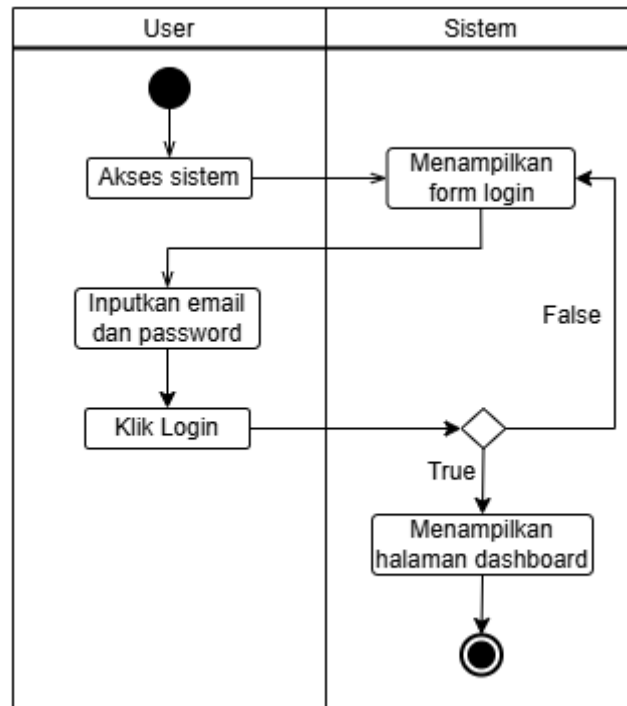 User
Sistem
Akses sistem
Menampilkan
form login
Inputkan email
dan password
False
Klik Login
True
Menampilkan
halaman dashboard